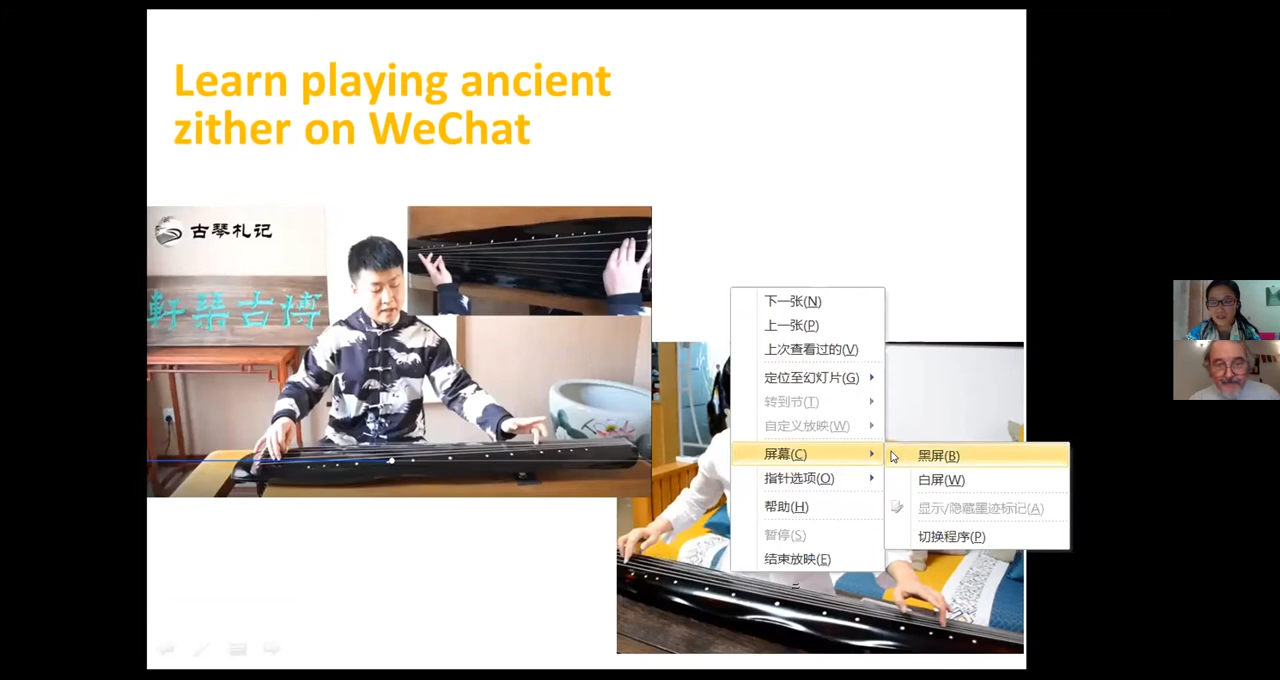 Learn playing ancient
zither on WeChat
古琴札记
軒琴古博
下一张(N)
上一张(P)
上次查看过的(V)
定位至幻灯片(G)
转到节(T)
自定义放映(W)
屏幕(C)
指针选项(O)
帮助(H)
暂停(S)
结束放映(E)
黑屏(B)
白屏(W)
显示/隐藏墨迹标记(A)
切换程序(P)